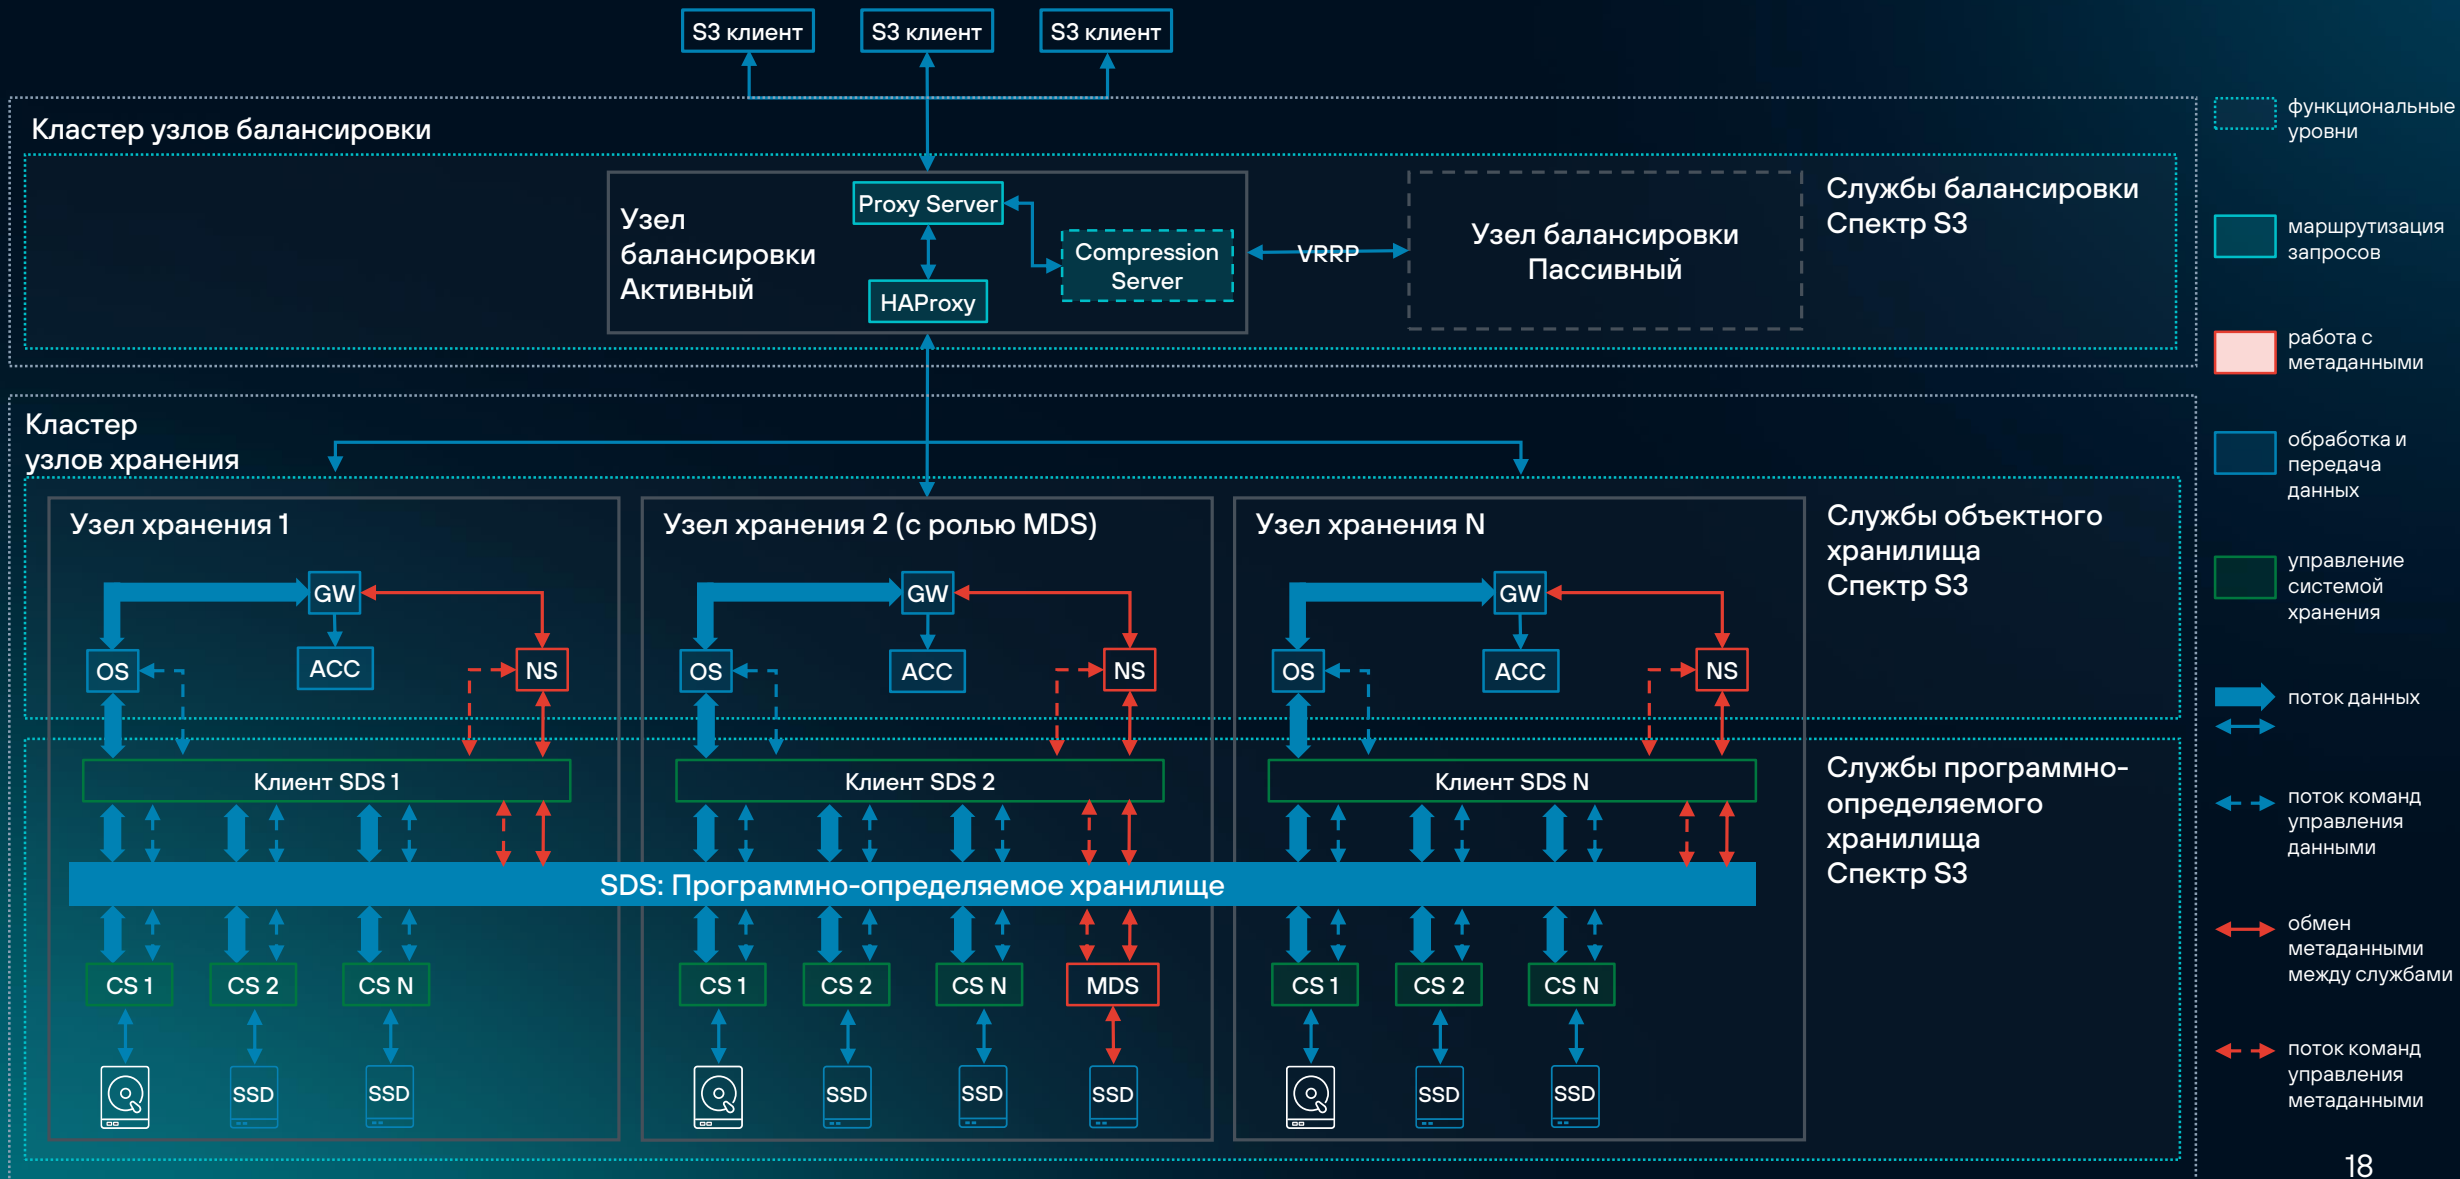 S3 клиент
S3 клиент
S3 клиент
Кластер узлов балансировки
Узел
балансировки
Активный
Proxy Server
HAProxy
Compression
Server
VRRP
Узел балансировки
Пассивный
Службы балансировки
Спектр S3
Кластер
узлов хранения
Узел хранения 1
GW
OS
ACC
NS
Клиент SDS 1
Узел хранения 2 (с ролью MDS)
GW
OS
ACC
NS
Клиент SDS 2
Узел хранения N
GW
OS
ACC
NS
Клиент SDS N
Службы объектного
хранилища
Спектр S3
SDS: Программно-определяемое хранилище
Службы программно-
определяемого
хранилища
Спектр S3
CS 1
CS 2
CS N
SSD
SSD
CS 1
CS 2
CS N
MDS
SSD
SSD
SSD
CS 1
CS 2
CS N
SSD
SSD
функциональные
уровни
маршрутизация
запросов
работа с
метаданными
обработка и
передача
данных
управление
системой
хранения
поток данных
поток команд
управления
данными
обмен
метаданными
между службами
поток команд
управления
метаданными
18